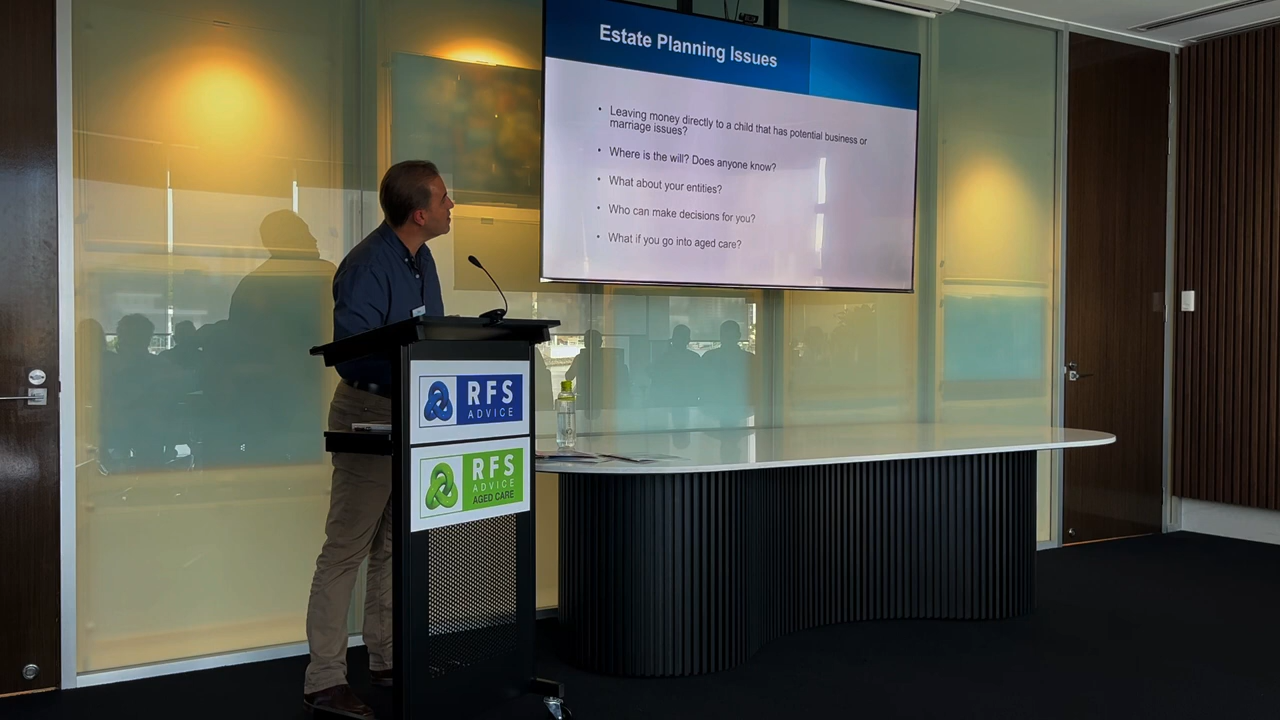 Estate Planning Issues
• Leaving money directly to a child that has potential business or
marriage issues?
• Where is the will? Does anyone know?
• What about your entities?
• Who can make decisions for you?
• What if you go into aged care?
RFS
ADVICE
RFS
ADVICE
AGED CARE